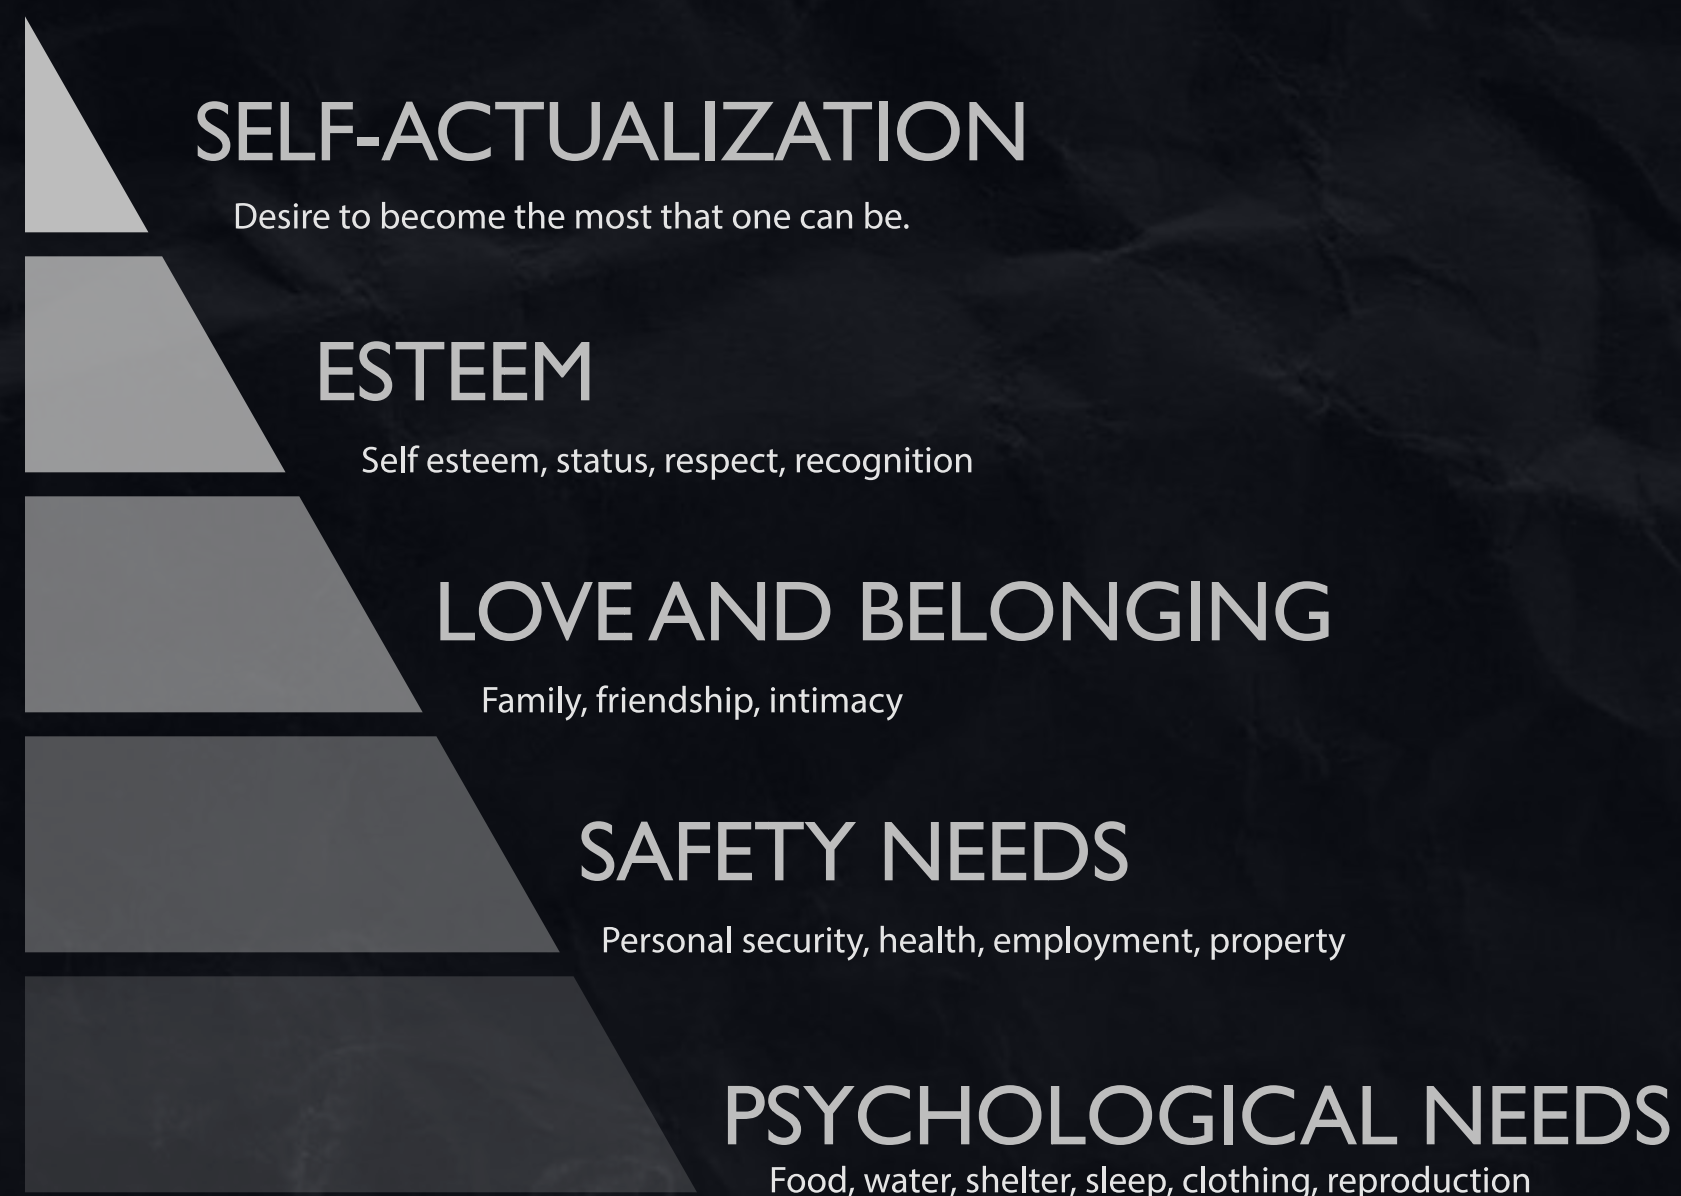 SELF-ACTUALIZATION
Desire to become the most that one can be.
ESTEEM
Self esteem, status, respect, recognition
LOVE AND BELONGING
Family, friendship, intimacy
SAFETY NEEDS
Personal security, health, employment, property
PSYCHOLOGICAL NEEDS
Food, water, shelter, sleep, clothing, reproduction